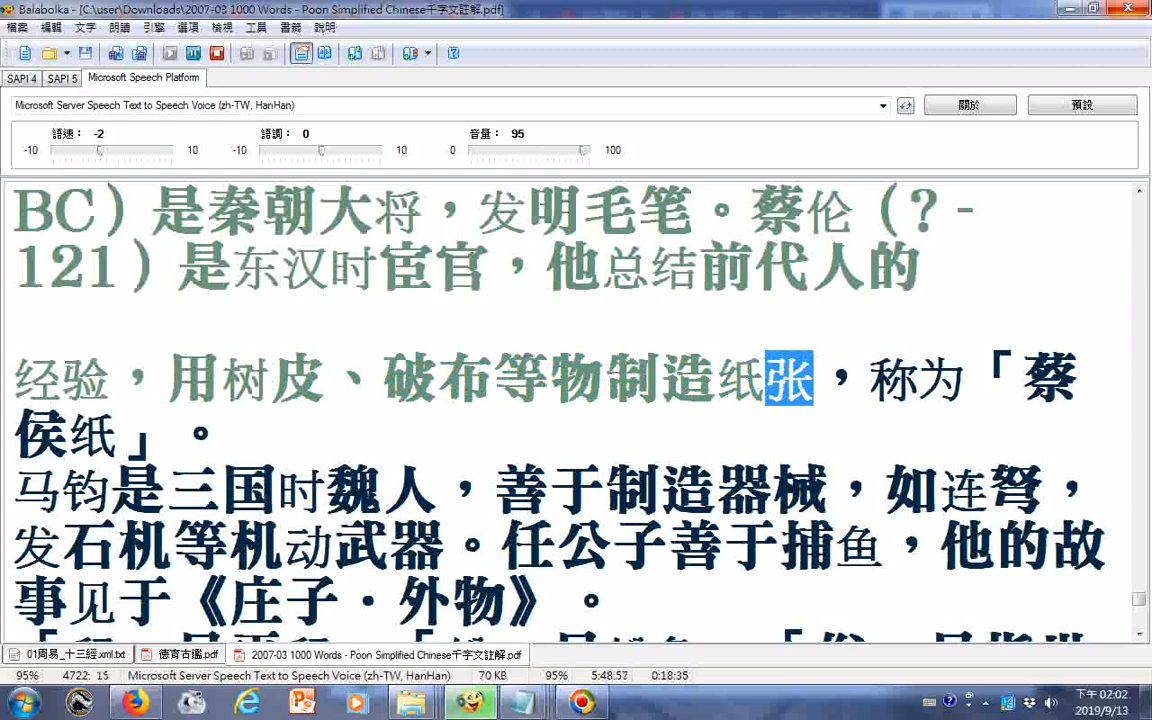 Balabolka - [C:\user\Downloads\2007-03 1000 Words - Poon Simplified Chinese千字文註解.pdf]
檔案 編輯 文字 朗讀 引擎 選項 檢視 工具 書籤 說明
SAPI 4 SAPI 5 Microsoft Speech Platform
Microsoft Server Speech Text to Speech Voice (zh-TW, HanHan) 關於 預設
語速： -2 語調： 0 音量： 95
-10 10 -10 10 0 100
BC）是秦朝大将，发明毛笔。蔡伦（？-
121）是东汉时宦官，他总结前代人的
经验，用树皮、破布等物制造纸张，称为「蔡
侯纸」。
马钧是三国时魏人，善于制造器械，如连弩，
发石机等机动武器。任公子善于捕鱼，他的故
事见于《庄子·外物》。
01周易_十三經.xml.txt 德育古鑑.pdf 2007-03 1000 Words - Poon Simplified Chinese千字文註解.pdf
95% 4722: 15 Microsoft Server Speech Text to Speech Voice (zh-TW, HanHan) 70 KB 95% 5:48.57 0:18:35
下午 02:02
2019/9/13